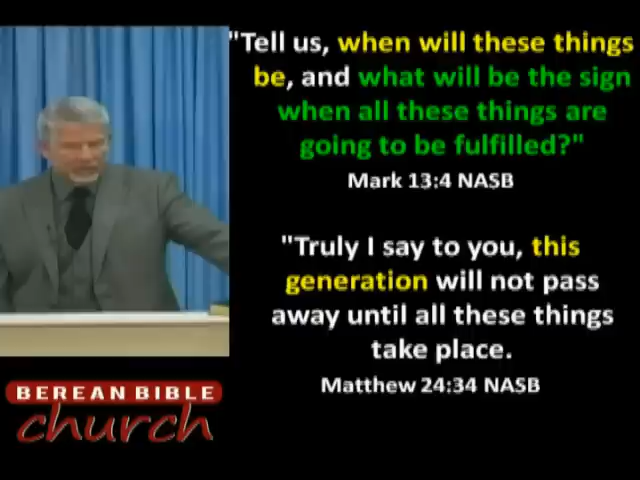 "Tell us, when will these things
be, and what will be the sign
when all these things are
going to be fulfilled?"
Mark 13:4 NASB
"Truly I say to you, this
generation will not pass
away until all these things
take place.
Matthew 24:34 NASB
BEREAN BIBLE
church